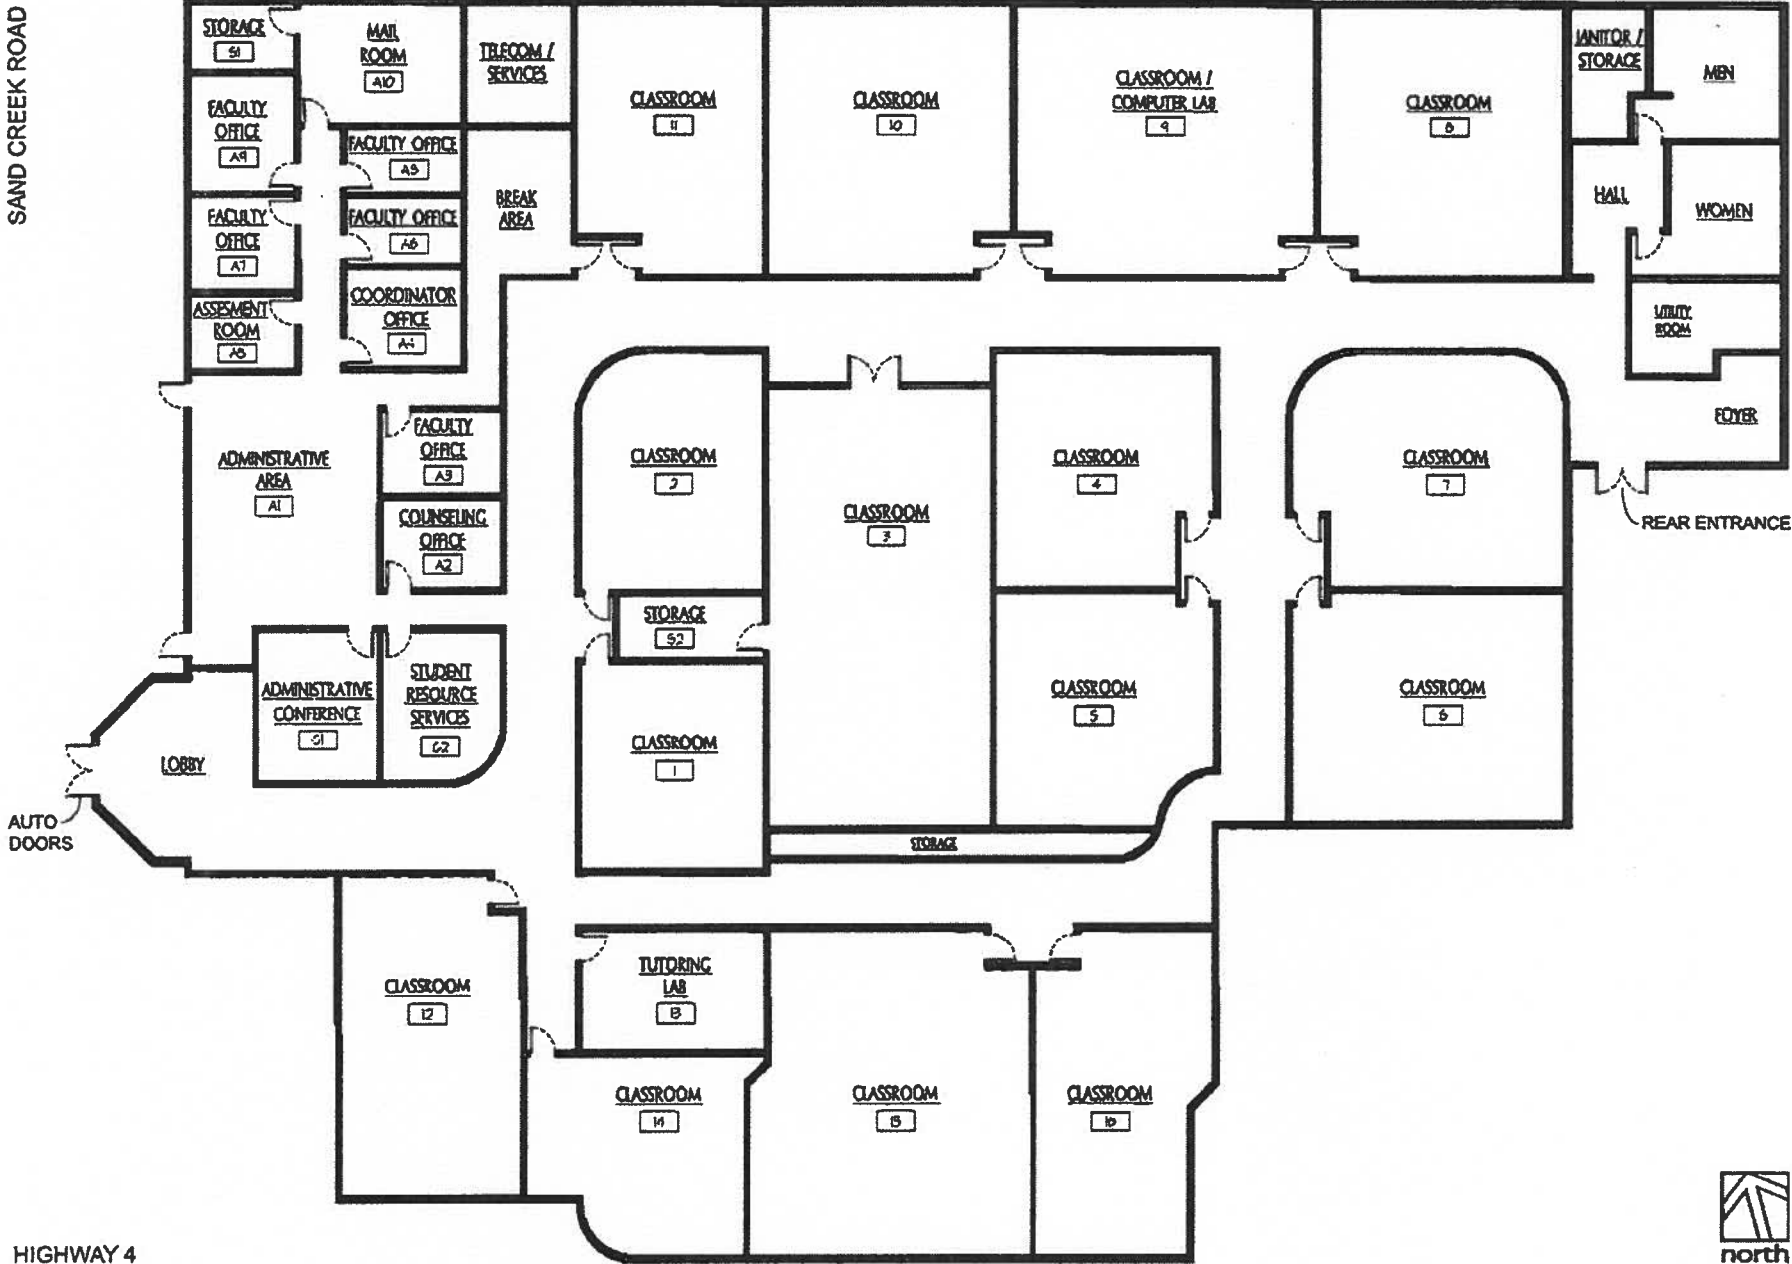 SAND CREEK ROAD
STORAGE
S1
MAIL
ROOM
A10
TELECOM /
SERVICES
CLASSROOM
11
CLASSROOM
10
CLASSROOM /
COMPUTER LAB
9
CLASSROOM
8
JANITOR /
STORAGE
MEN
FACULTY
OFFICE
A9
FACULTY OFFICE
A5
BREAK
AREA
HALL
WOMEN
FACULTY
OFFICE
A7
FACULTY OFFICE
A6
ASSESMENT
ROOM
A8
COORDINATOR
OFFICE
A4
UTILITY
ROOM
FOYER
ADMINISTRATIVE
AREA
A1
FACULTY
OFFICE
A3
COUNSELING
OFFICE
A2
CLASSROOM
2
CLASSROOM
3
CLASSROOM
4
CLASSROOM
7
REAR ENTRANCE
STORAGE
S2
ADMINISTRATIVE
CONFERENCE
C1
STUDENT
RESOURCE
SERVICES
C2
LOBBY
AUTO
DOORS
CLASSROOM
1
CLASSROOM
5
CLASSROOM
6
STORAGE
CLASSROOM
12
TUTORING
LAB
13
CLASSROOM
14
CLASSROOM
15
CLASSROOM
16
HIGHWAY 4
north